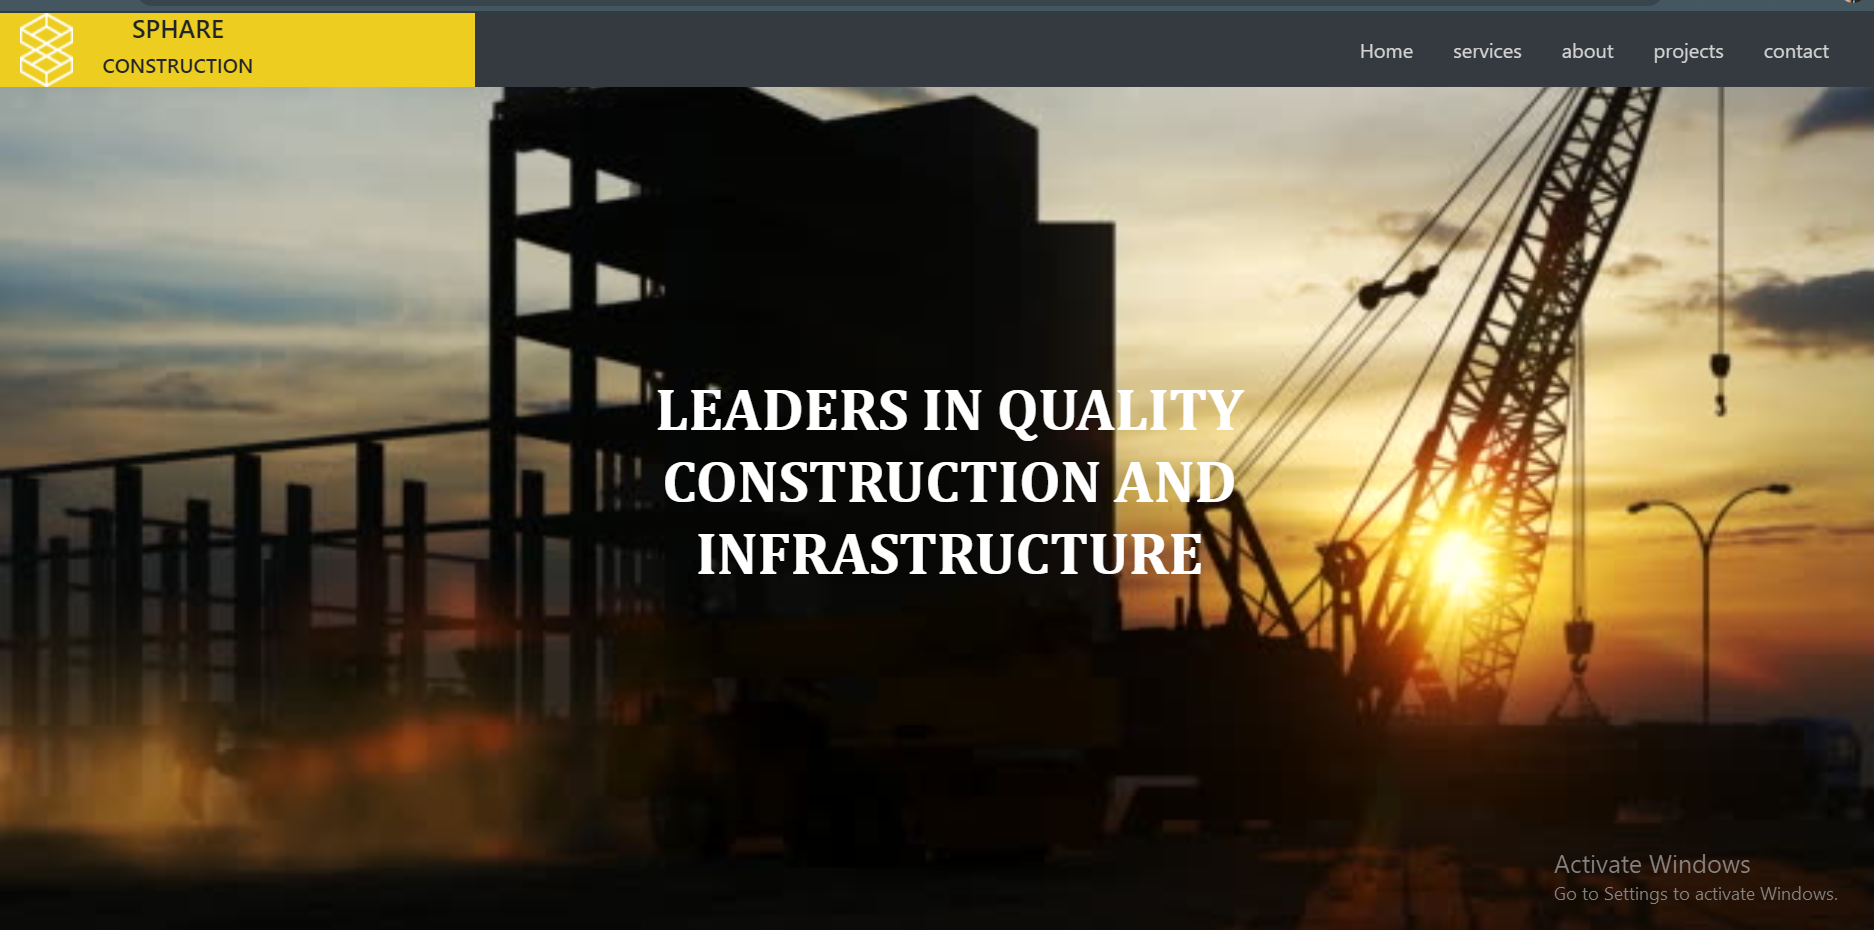 SPHARE
CONSTRUCTION
Home services about projects contact
LEADERS IN QUALITY
CONSTRUCTION AND
INFRASTRUCTURE
Activate Windows
Go to Settings to activate Windows.